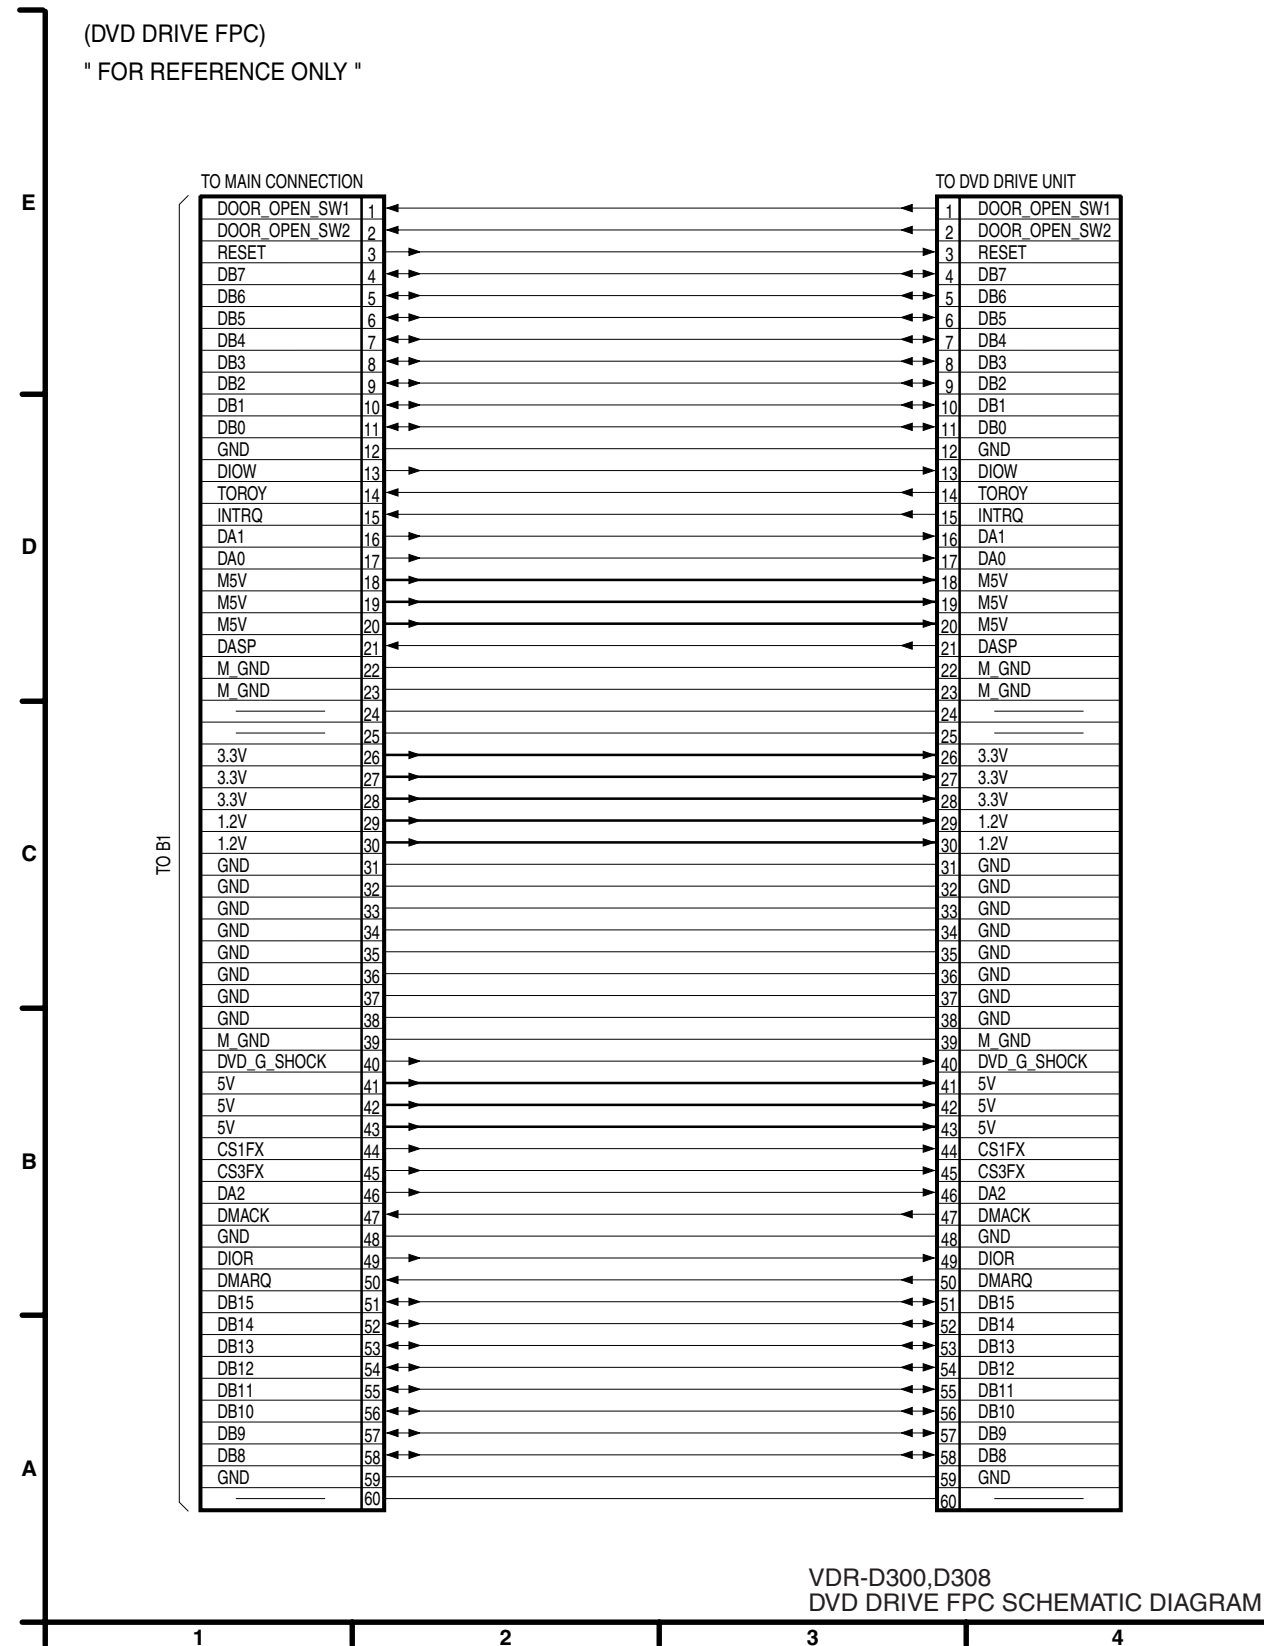 (DVD DRIVE FPC)
" FOR REFERENCE ONLY "
TO MAIN CONNECTION TO DVD DRIVE UNIT
E
DOOR_OPEN_SW1 1 1 DOOR_OPEN_SW1
DOOR_OPEN_SW2 2 2 DOOR_OPEN_SW2
RESET 3 3 RESET
DB7 4 4 DB7
DB6 5 5 DB6
DB5 6 6 DB5
DB4 7 7 DB4
DB3 8 8 DB3
DB2 9 9 DB2
DB1 10 10 DB1
DB0 11 11 DB0
GND 12 12 GND
DIOW 13 13 DIOW
TOROY 14 14 TOROY
INTRQ 15 15 INTRQ
D
DA1 16 16 DA1
DA0 17 17 DA0
M5V 18 18 M5V
M5V 19 19 M5V
M5V 20 20 M5V
DASP 21 21 DASP
M_GND 22 22 M_GND
M_GND 23 23 M_GND
24 24
25 25
3.3V 26 26 3.3V
3.3V 27 27 3.3V
3.3V 28 28 3.3V
1.2V 29 29 1.2V
1.2V 30 30 1.2V
C
TO B1
GND 31 31 GND
GND 32 32 GND
GND 33 33 GND
GND 34 34 GND
GND 35 35 GND
GND 36 36 GND
GND 37 37 GND
GND 38 38 GND
M_GND 39 39 M_GND
DVD_G_SHOCK 40 40 DVD_G_SHOCK
5V 41 41 5V
5V 42 42 5V
5V 43 43 5V
CS1FX 44 44 CS1FX
B
CS3FX 45 45 CS3FX
DA2 46 46 DA2
DMACK 47 47 DMACK
GND 48 48 GND
DIOR 49 49 DIOR
DMARQ 50 50 DMARQ
DB15 51 51 DB15
DB14 52 52 DB14
DB13 53 53 DB13
DB12 54 54 DB12
DB11 55 55 DB11
DB10 56 56 DB10
DB9 57 57 DB9
DB8 58 58 DB8
A
GND 59 59 GND
60 60
VDR-D300,D308
DVD DRIVE FPC SCHEMATIC DIAGRAM
1 2 3 4